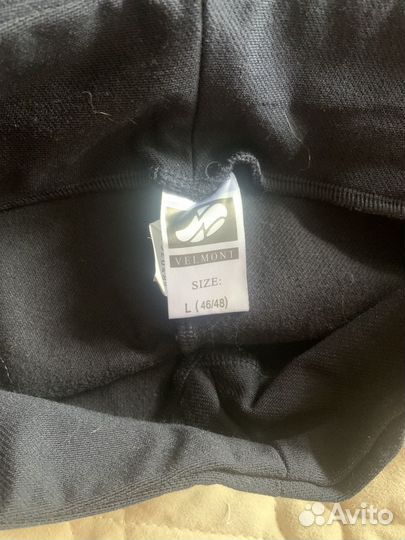 VELMONT
SIZE:
L (46/48)
Avito